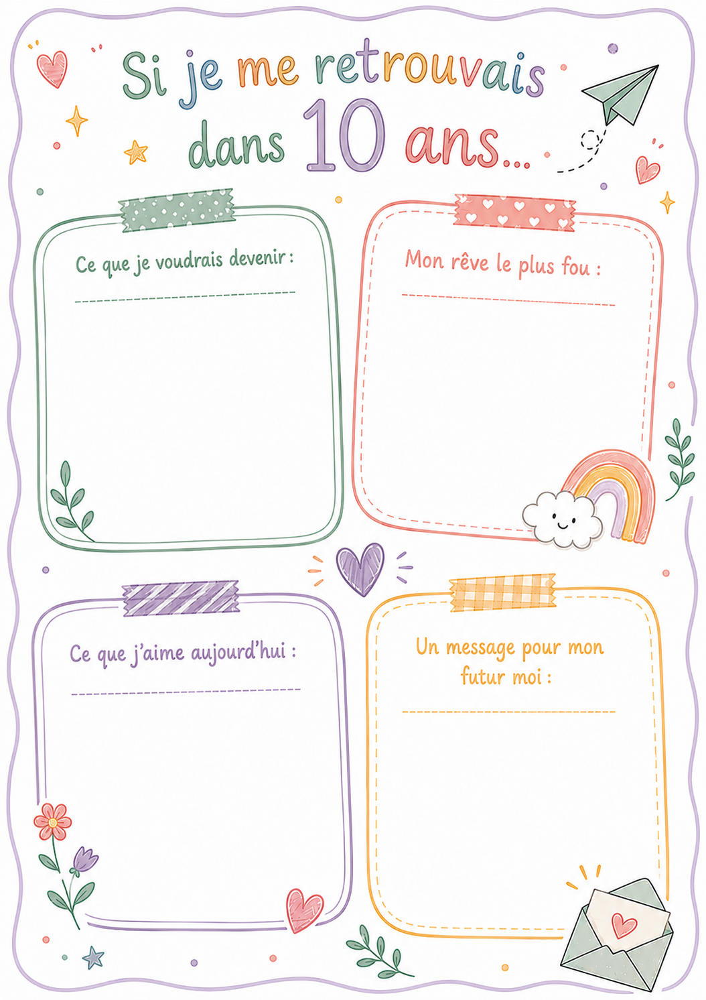 Si je me retrouvais
dans 10 ans...
Ce que je voudrais devenir :
Mon rêve le plus fou :
Ce que j'aime aujourd'hui :
Un message pour mon
futur moi :